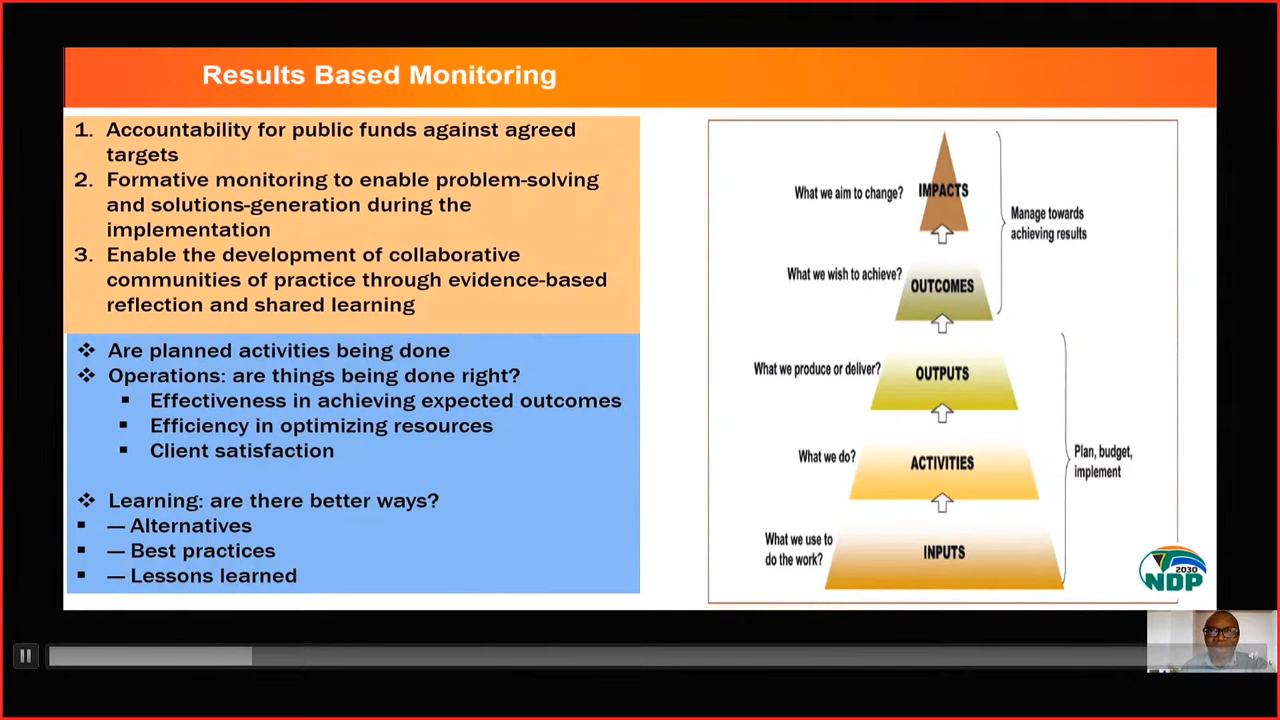 Results Based Monitoring
1. Accountability for public funds against agreed
targets
2. Formative monitoring to enable problem-solving
and solutions-generation during the
implementation
3. Enable the development of collaborative
communities of practice through evidence-based
reflection and shared learning
❖ Are planned activities being done
❖ Operations: are things being done right?
▪ Effectiveness in achieving expected outcomes
▪ Efficiency in optimizing resources
▪ Client satisfaction
❖ Learning: are there better ways?
▪ — Alternatives
▪ — Best practices
▪ — Lessons learned
What we aim to change?
IMPACTS
Manage towards
achieving results
What we wish to achieve?
OUTCOMES
What we produce or deliver?
OUTPUTS
What we do?
ACTIVITIES
Plan, budget,
implement
What we use to
do the work?
INPUTS
2030
NDP